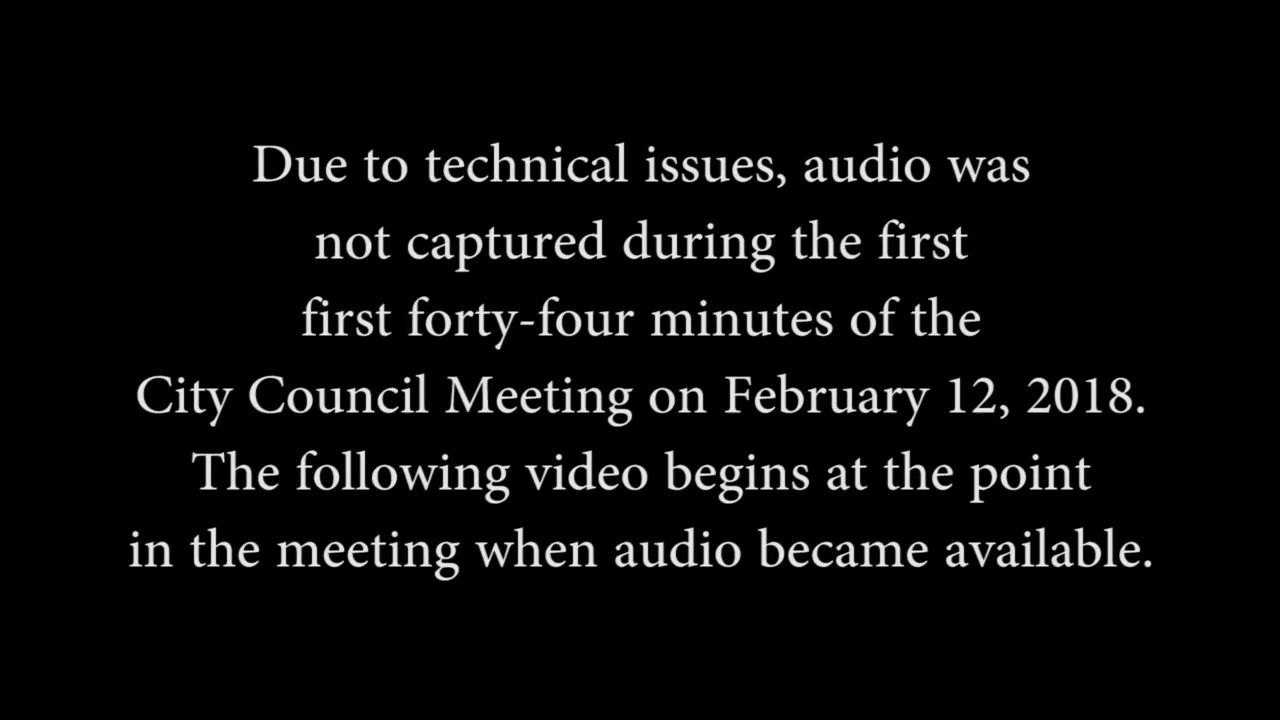 Due to technical issues, audio was
not captured during the first
first forty-four minutes of the
City Council Meeting on February 12, 2018.
The following video begins at the point
in the meeting when audio became available.